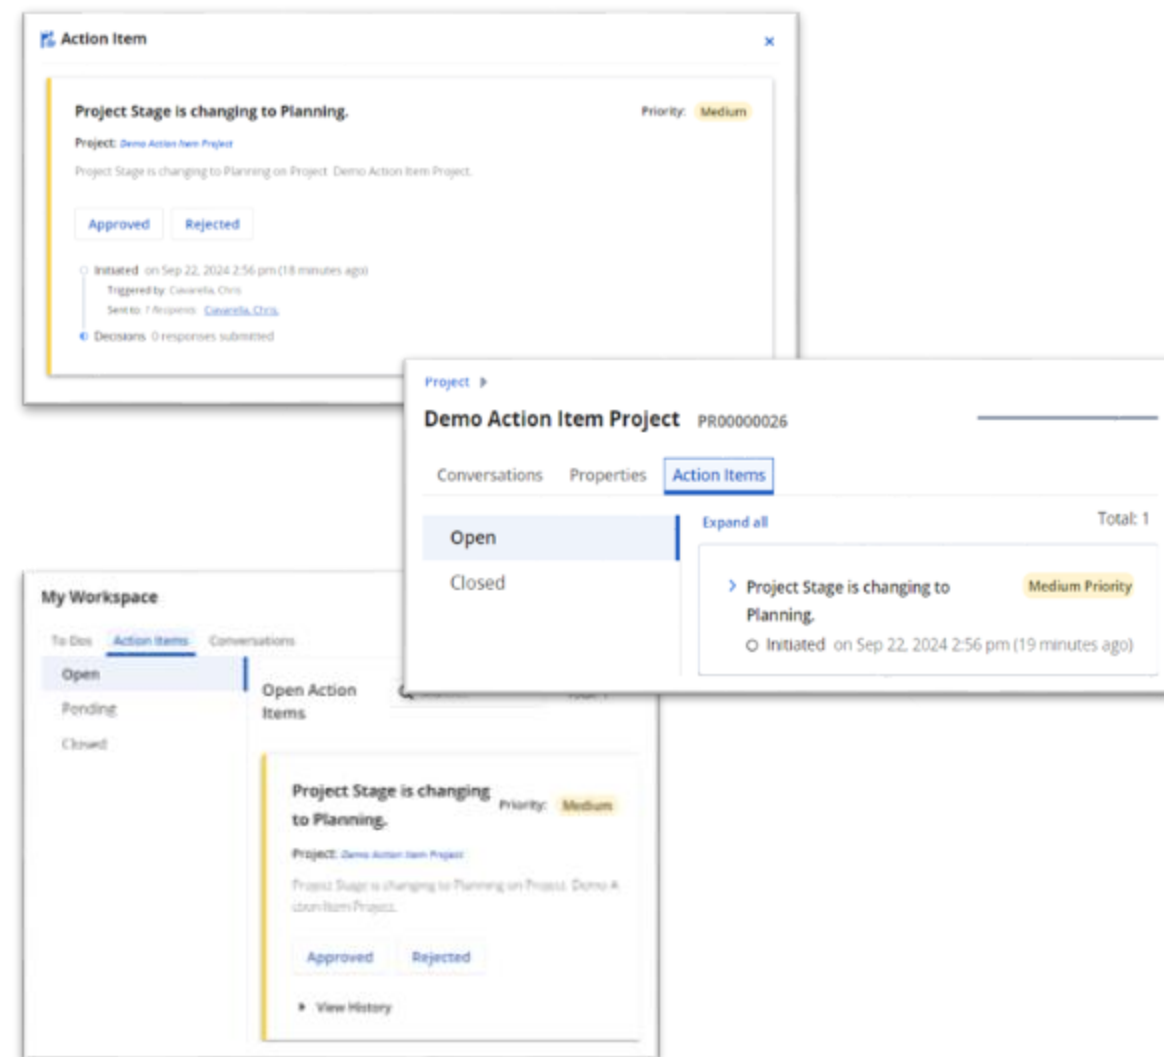 Action Item
Project Stage is changing to Planning.
Priority: Medium
Project: Demo Action Item Project
Project Stage is changing to Planning on Project Demo Action Item Project.
Approved Rejected
Initiated on Sep 22, 2024 2:56 pm (18 minutes ago)
Triggered by: Ciavarella, Chris
Sent to: 1 Recipients: Ciavarella, Chris.
Decisions 0 responses submitted
Project
Demo Action Item Project PR00000026
Conversations Properties Action Items
Open
Closed
Expand all
Total: 1
Project Stage is changing to
Planning.
Medium Priority
Initiated on Sep 22, 2024 2:56 pm (19 minutes ago)
My Workspace
To Dos Action Items Conversations
Open
Pending
Closed
Open Action
Items
Project Stage is changing
to Planning.
Priority: Medium
Project: Demo Action Item Project
Project Stage is changing to Planning on Project Demo A
ction Item Project.
Approved Rejected
View History